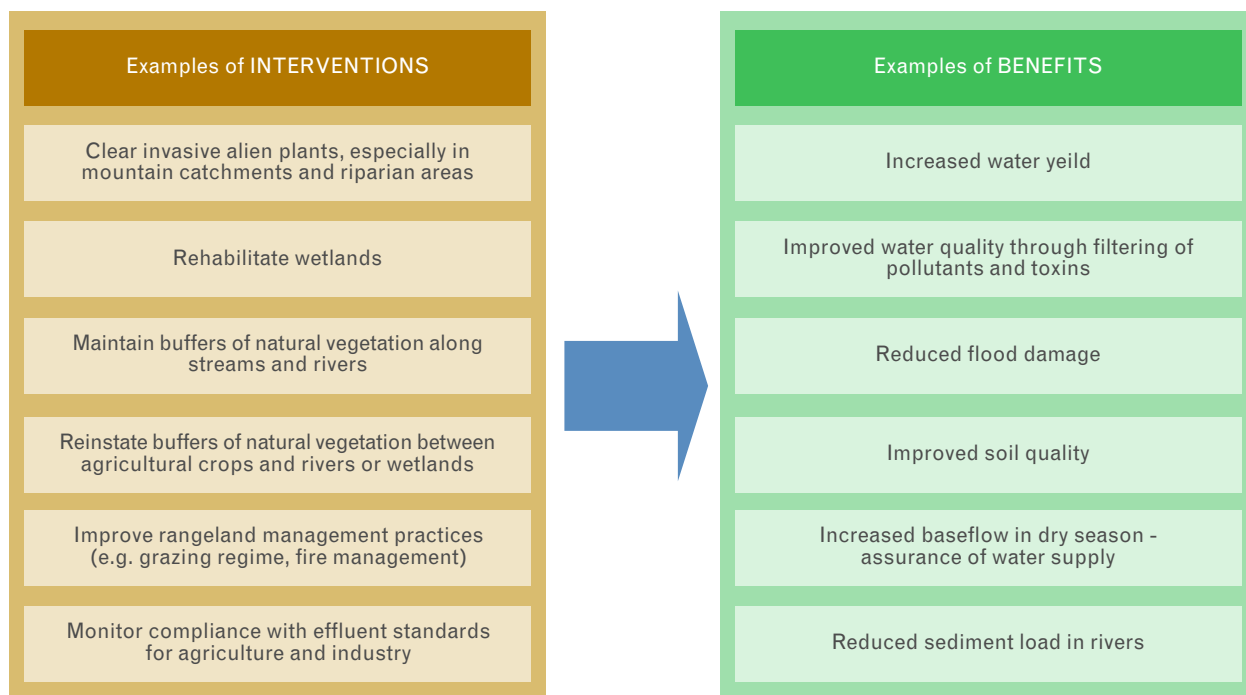 Examples of INTERVENTIONS
Clear invasive alien plants, especially in
mountain catchments and riparian areas
Rehabilitate wetlands
Maintain buffers of natural vegetation along
streams and rivers
Reinstate buffers of natural vegetation between
agricultural crops and rivers or wetlands
Improve rangeland management practices
(e.g. grazing regime, fire management)
Monitor compliance with effluent standards
for agriculture and industry
Examples of BENEFITS
Increased water yeild
Improved water quality through filtering of
pollutants and toxins
Reduced flood damage
Improved soil quality
Increased baseflow in dry season -
assurance of water supply
Reduced sediment load in rivers